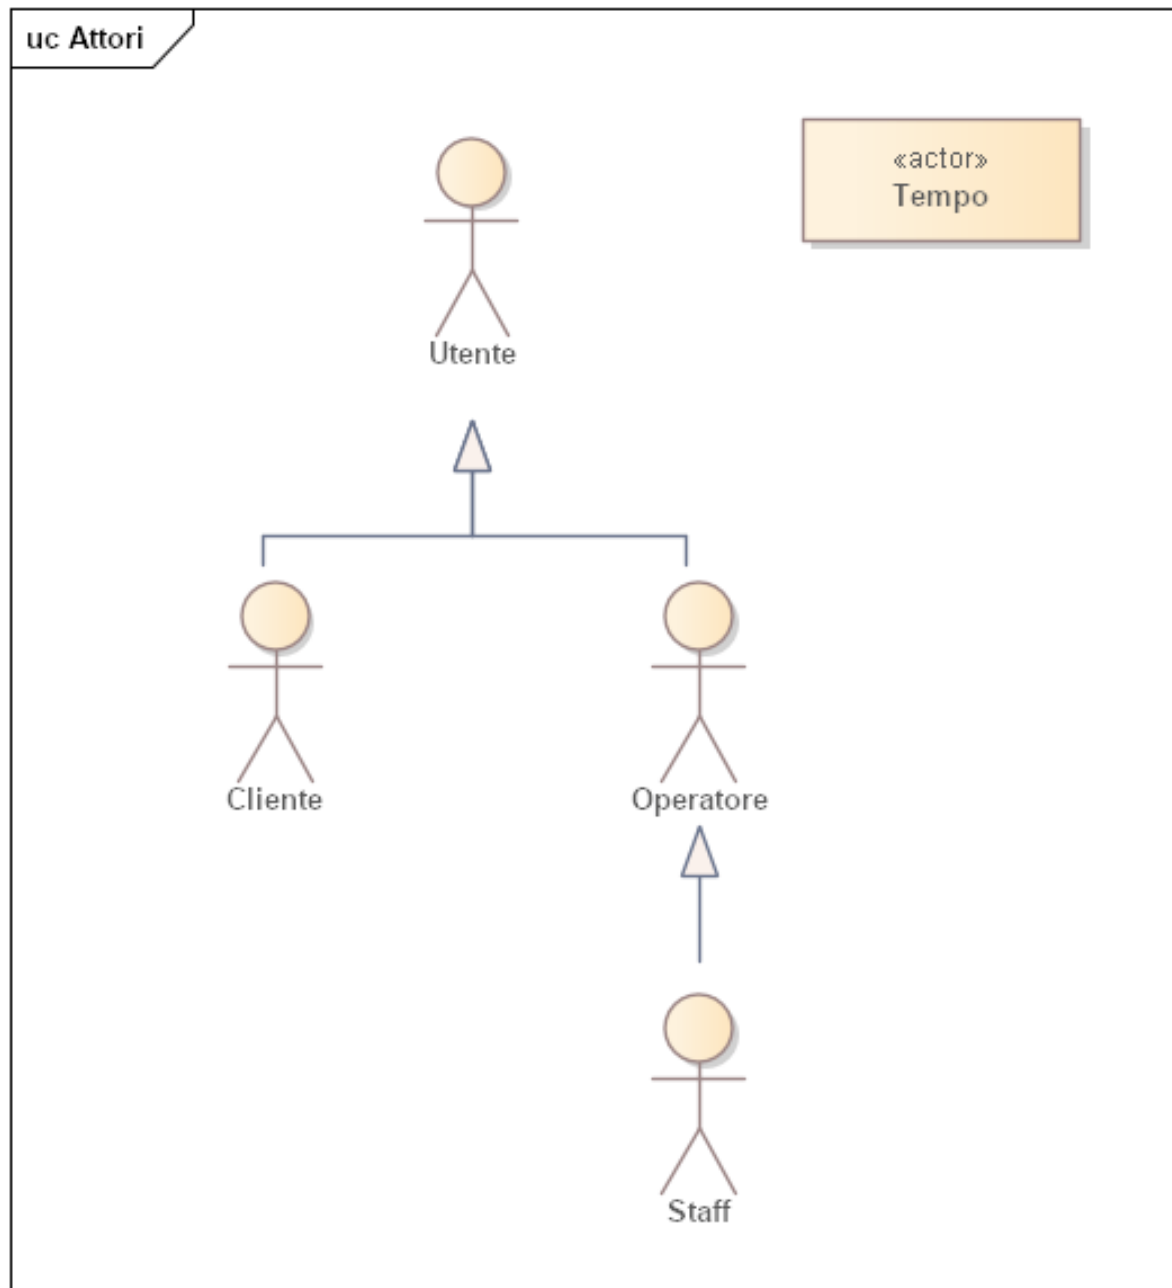 uc Attori
«actor»
Tempo
Utente
Cliente
Operatore
Staff